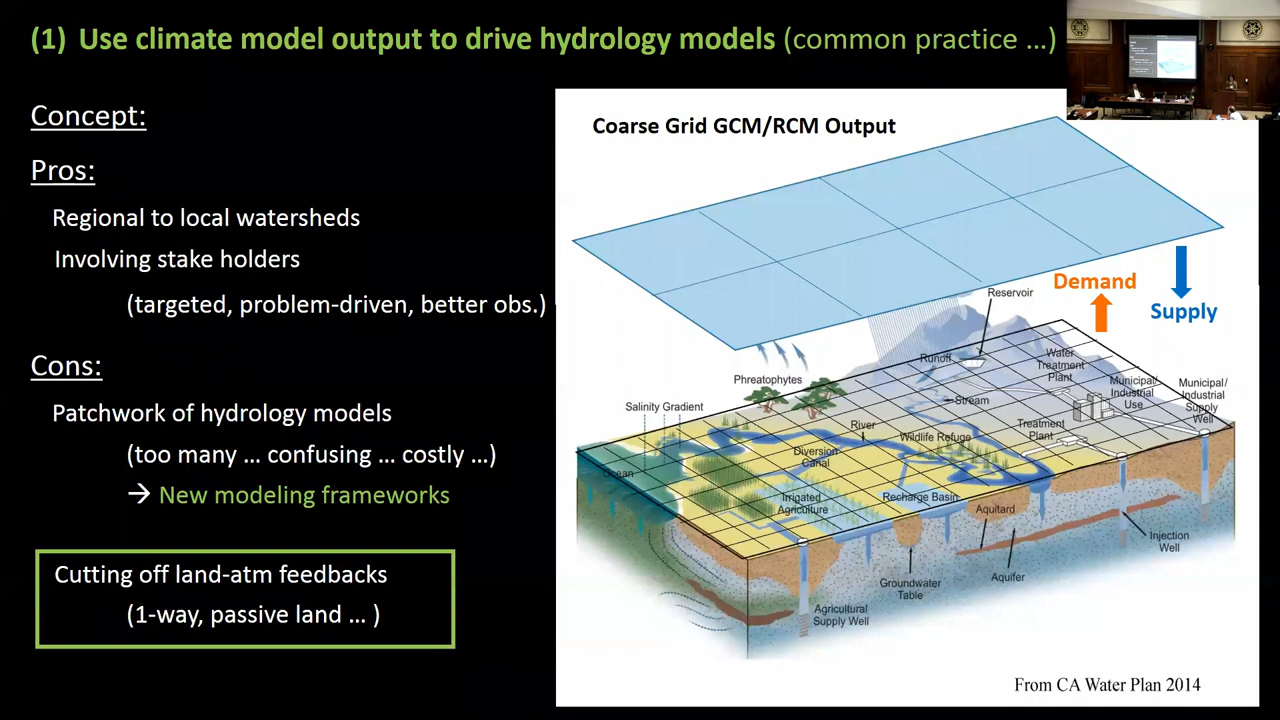 (1) Use climate model output to drive hydrology models (common practice ...)
Concept:
Pros:
Regional to local watersheds
Involving stake holders
(targeted, problem-driven, better obs.)
Cons:
Patchwork of hydrology models
(too many ... confusing ... costly ...)
→ New modeling frameworks
Cutting off land-atm feedbacks
(1-way, passive land ... )
Coarse Grid GCM/RCM Output
Demand
Supply
Reservoir
Runoff
Water
Treatment
Plant
Phreatophytes
Municipal/
Industrial
Use
Municipal/
Industrial
Supply
Well
Stream
Salinity Gradient
River
Wildlife Refuge
Treatment
Plant
Diversion
Canal
Ocean
Irrigated
Agriculture
Recharge Basin
Aquitard
Injection
Well
Groundwater
Table
Aquifer
Agricultural
Supply Well
From CA Water Plan 2014